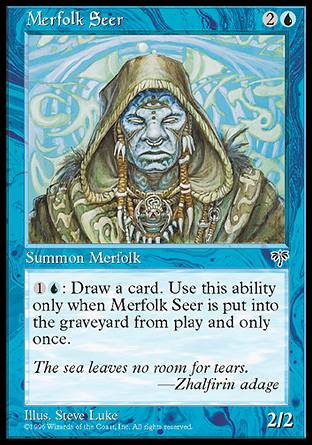 Merfolk Seer 2
Summon Merfolk
1 : Draw a card. Use this ability
only when Merfolk Seer is put into
the graveyard from play and only
once.
The sea leaves no room for tears.
—Zhalfirin adage
Illus. Steve Luke
©1996 Wizards of the Coast, Inc. All rights reserved.
2/2